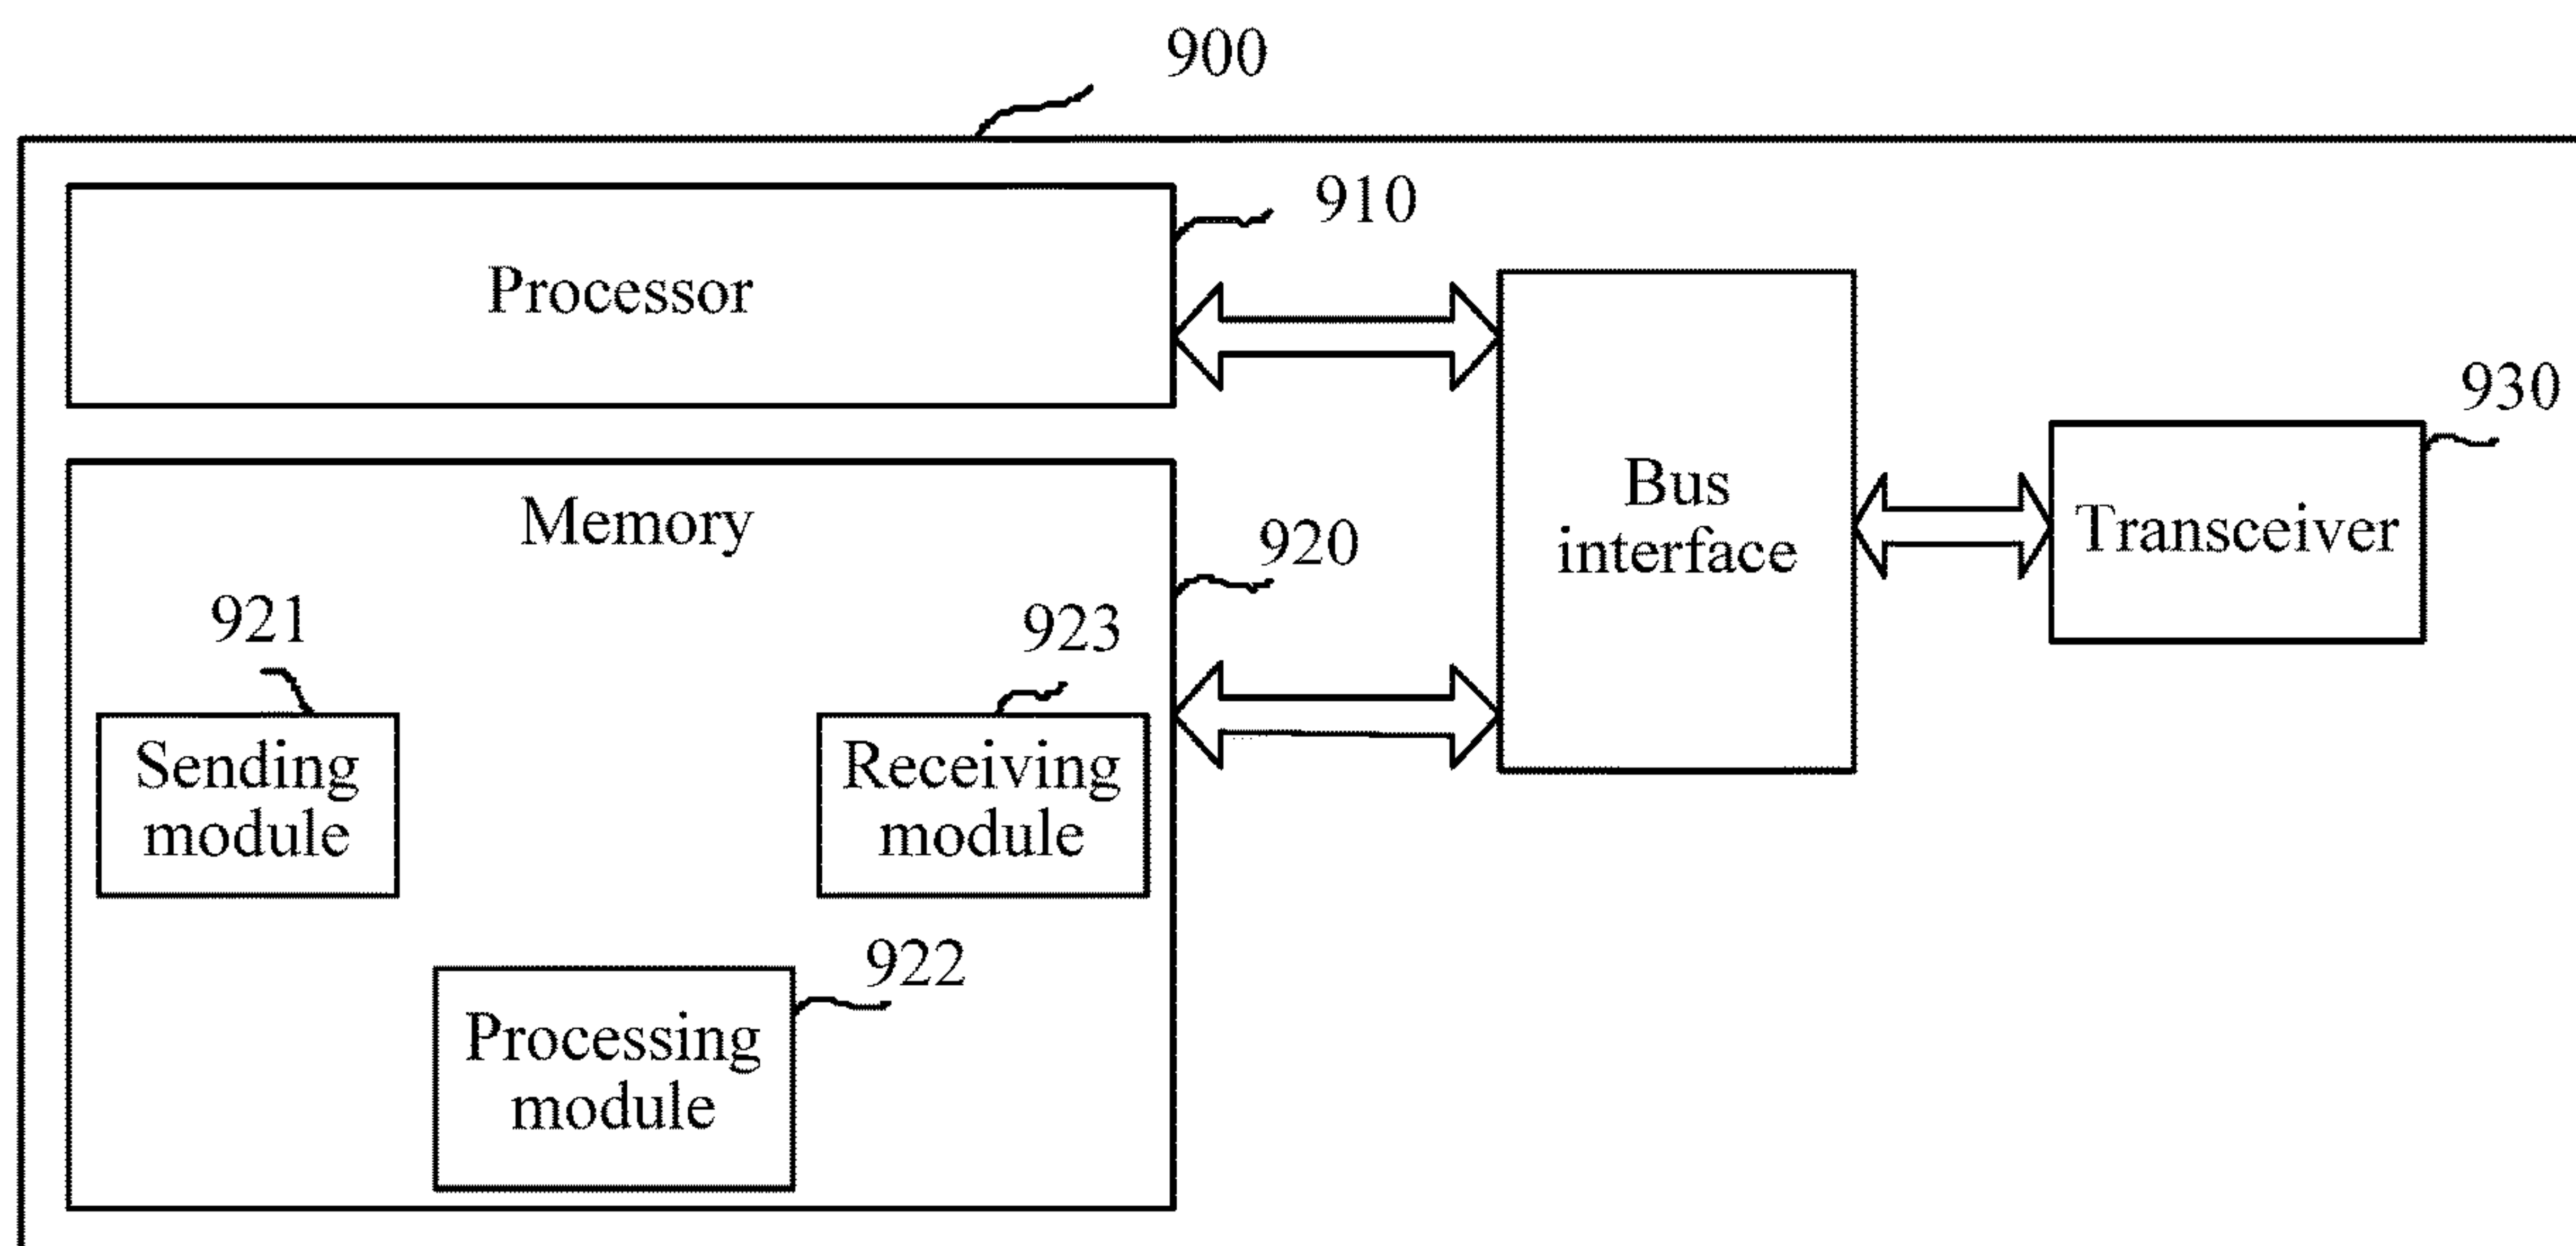 900
910
Processor
930
Bus
interface
Transceiver
Memory
920
921
923
Sending
module
Receiving
module
922
Processing
module